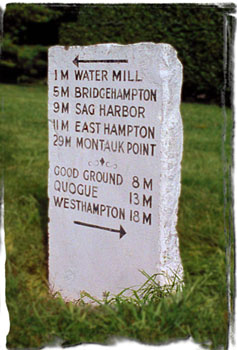 1 M WATER MILL
5 M BRIDGEHAMPTON
9 M SAG HARBOR
11 M EAST HAMPTON
29 M MONTAUK POINT
GOOD GROUND 8 M
QUOGUE 13 M
WESTHAMPTON 18 M